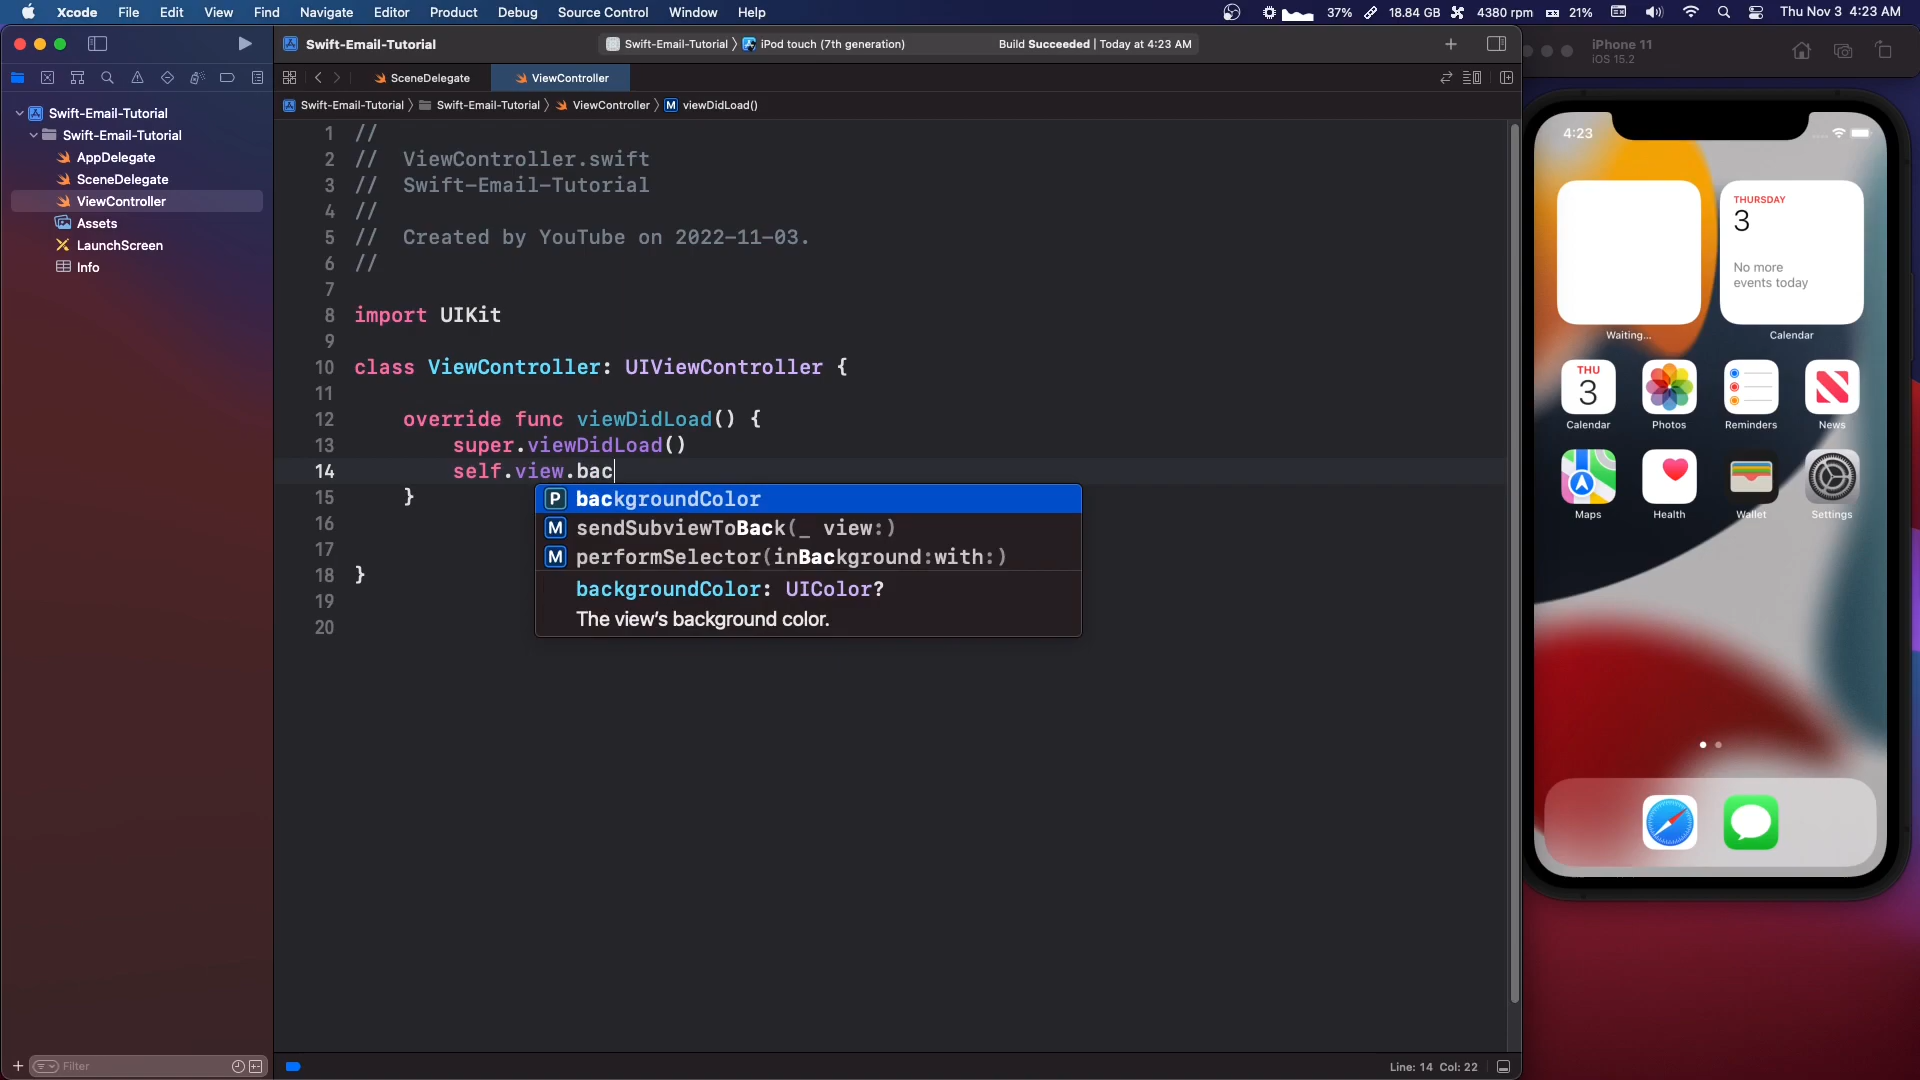 Xcode File Edit View Find Navigate Editor Product Debug Source Control Window Help
37% 18.84 GB 4380 rpm 21% Thu Nov 3 4:23 AM
Swift-Email-Tutorial
Swift-Email-Tutorial 〉 iPod touch (7th generation)
Build Succeeded | Today at 4:23 AM
SceneDelegate
ViewController
Swift-Email-Tutorial 〉 Swift-Email-Tutorial 〉 ViewController 〉 M viewDidLoad()
Swift-Email-Tutorial
Swift-Email-Tutorial
AppDelegate
SceneDelegate
ViewController
Assets
LaunchScreen
Info
Filter
1 //
2 //  ViewController.swift
3 //  Swift-Email-Tutorial
4 //
5 //  Created by YouTube on 2022-11-03.
6 //
7
8 import UIKit
9
10 class ViewController: UIViewController {
11
12     override func viewDidLoad() {
13         super.viewDidLoad()
14         self.view.bac
15     }
16
17
18 }
19
20
P backgroundColor
M sendSubviewToBack(_ view:)
M performSelector(inBackground:with:)
backgroundColor: UIColor?
The view's background color.
Line: 14 Col: 22
iPhone 11
iOS 15.2
4:23
THURSDAY
3
No more
events today
Waiting...
Calendar
THU
3
Calendar
Photos
Reminders
News
Maps
Health
Wallet
Settings